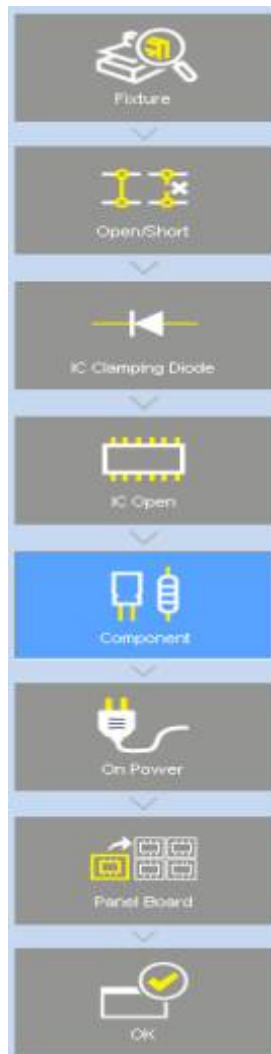 Fixture
Open/Short
IC Clamping Diode
IC Open
Component
On Power
Panel Board
OK